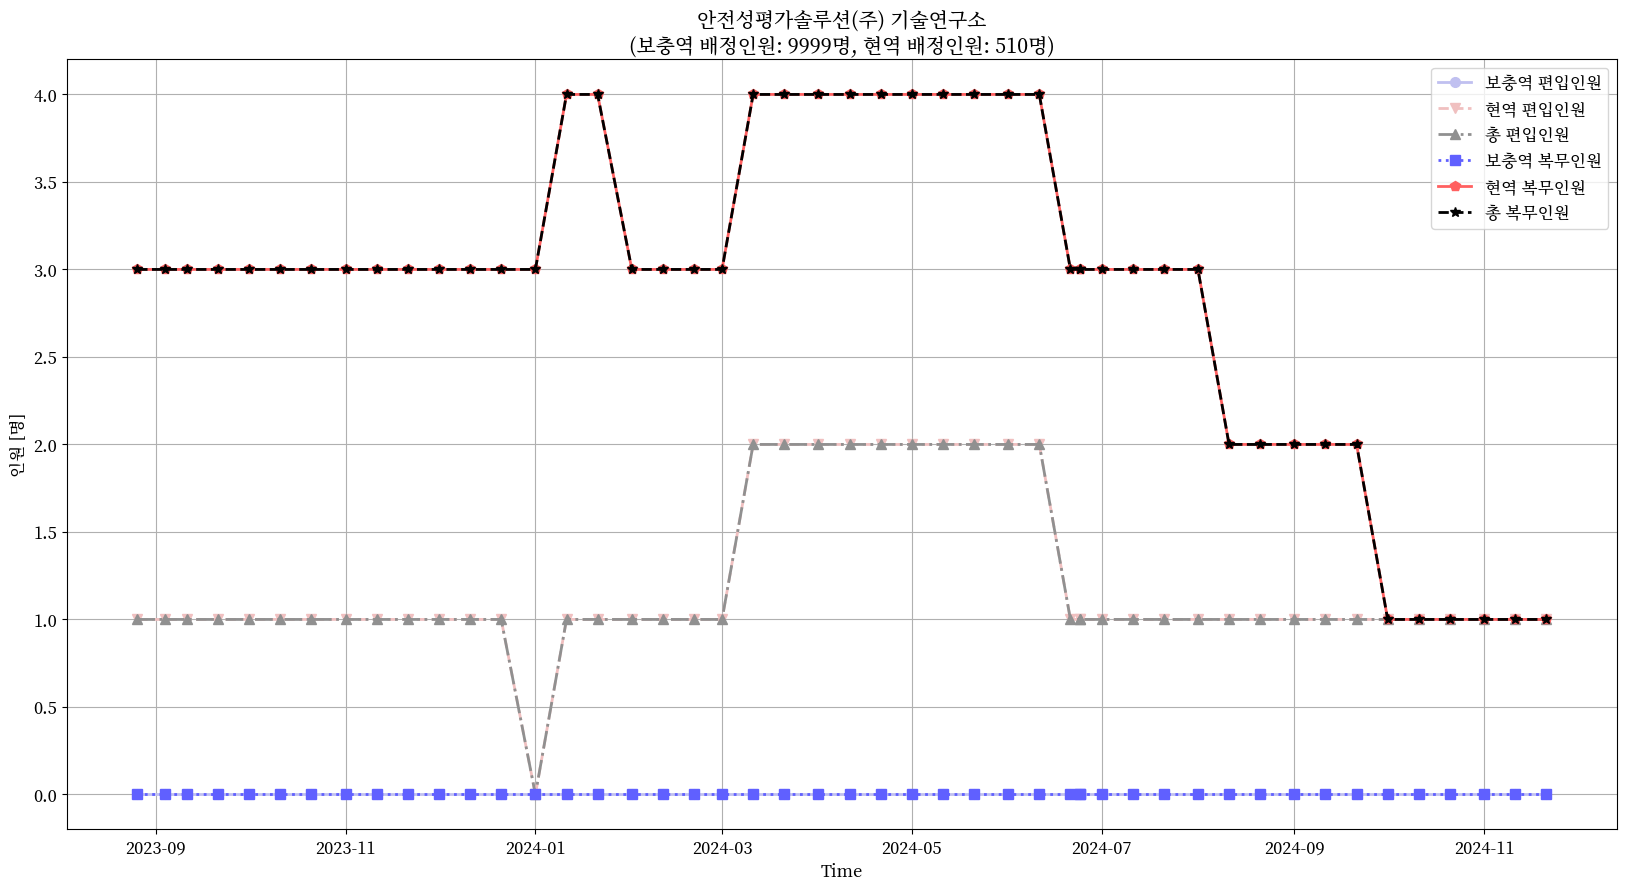 안전성평가솔루션(주) 기술연구소
(보충역 배정인원: 9999명, 현역 배정인원: 510명)
보충역 편입인원
현역 편입인원
총 편입인원
보충역 복무인원
현역 복무인원
총 복무인원
인원 [명]
4.0
3.5
3.0
2.5
2.0
1.5
1.0
0.5
0.0
2023-09
2023-11
2024-01
2024-03
2024-05
2024-07
2024-09
2024-11
Time